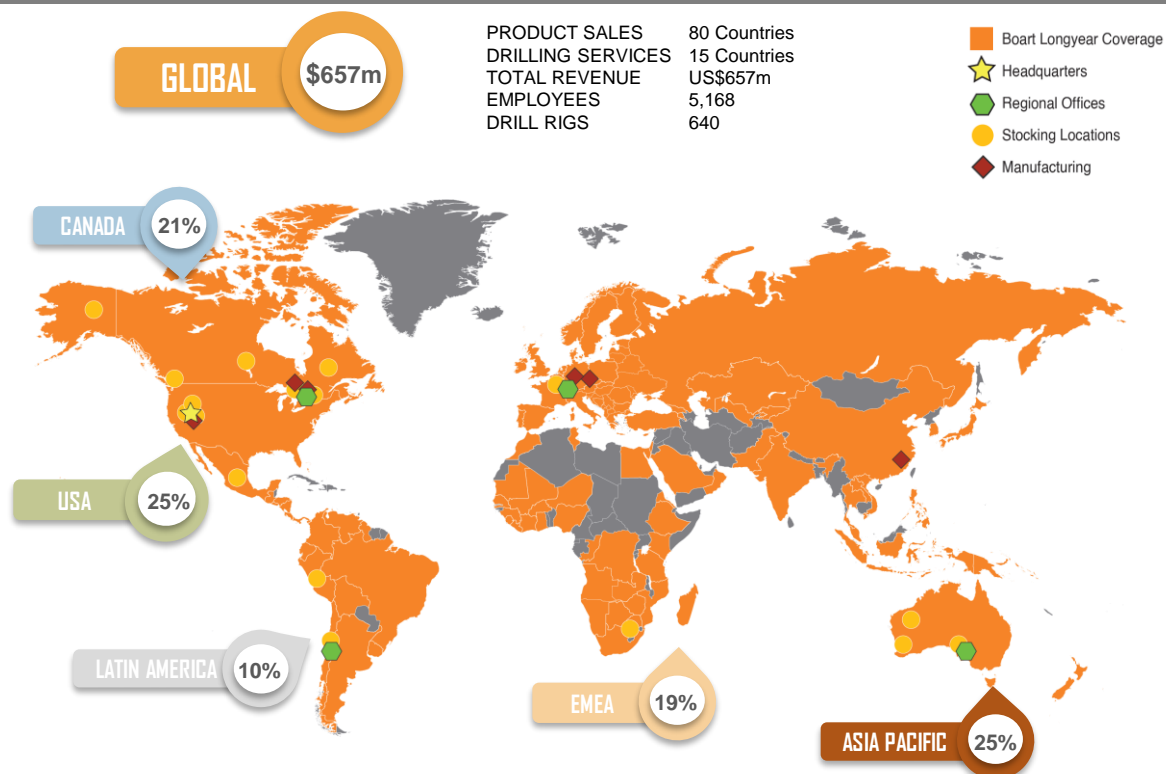 GLOBAL $657m
PRODUCT SALES 80 Countries
DRILLING SERVICES 15 Countries
TOTAL REVENUE US$657m
EMPLOYEES 5,168
DRILL RIGS 640
Boart Longyear Coverage
Headquarters
Regional Offices
Stocking Locations
Manufacturing
CANADA 21%
USA 25%
LATIN AMERICA 10%
EMEA 19%
ASIA PACIFIC 25%